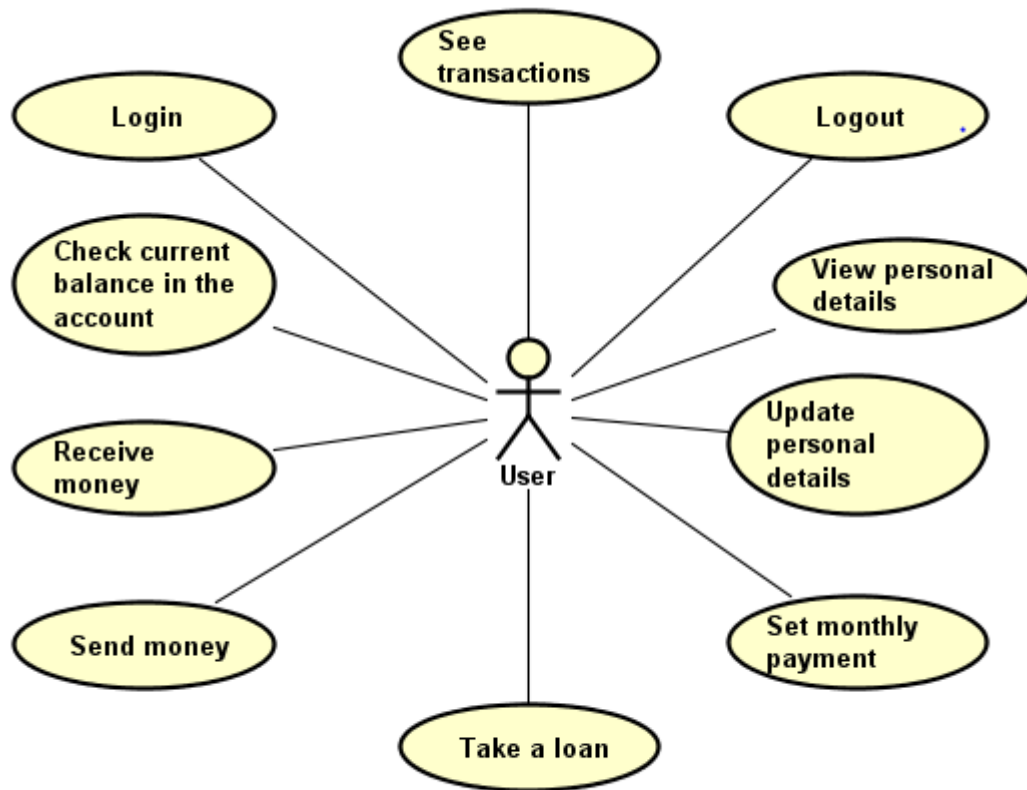 See
transactions
Login
Logout
Check current
balance in the
account
View personal
details
Update
personal
details
Receive
money
User
Send money
Set monthly
payment
Take a loan